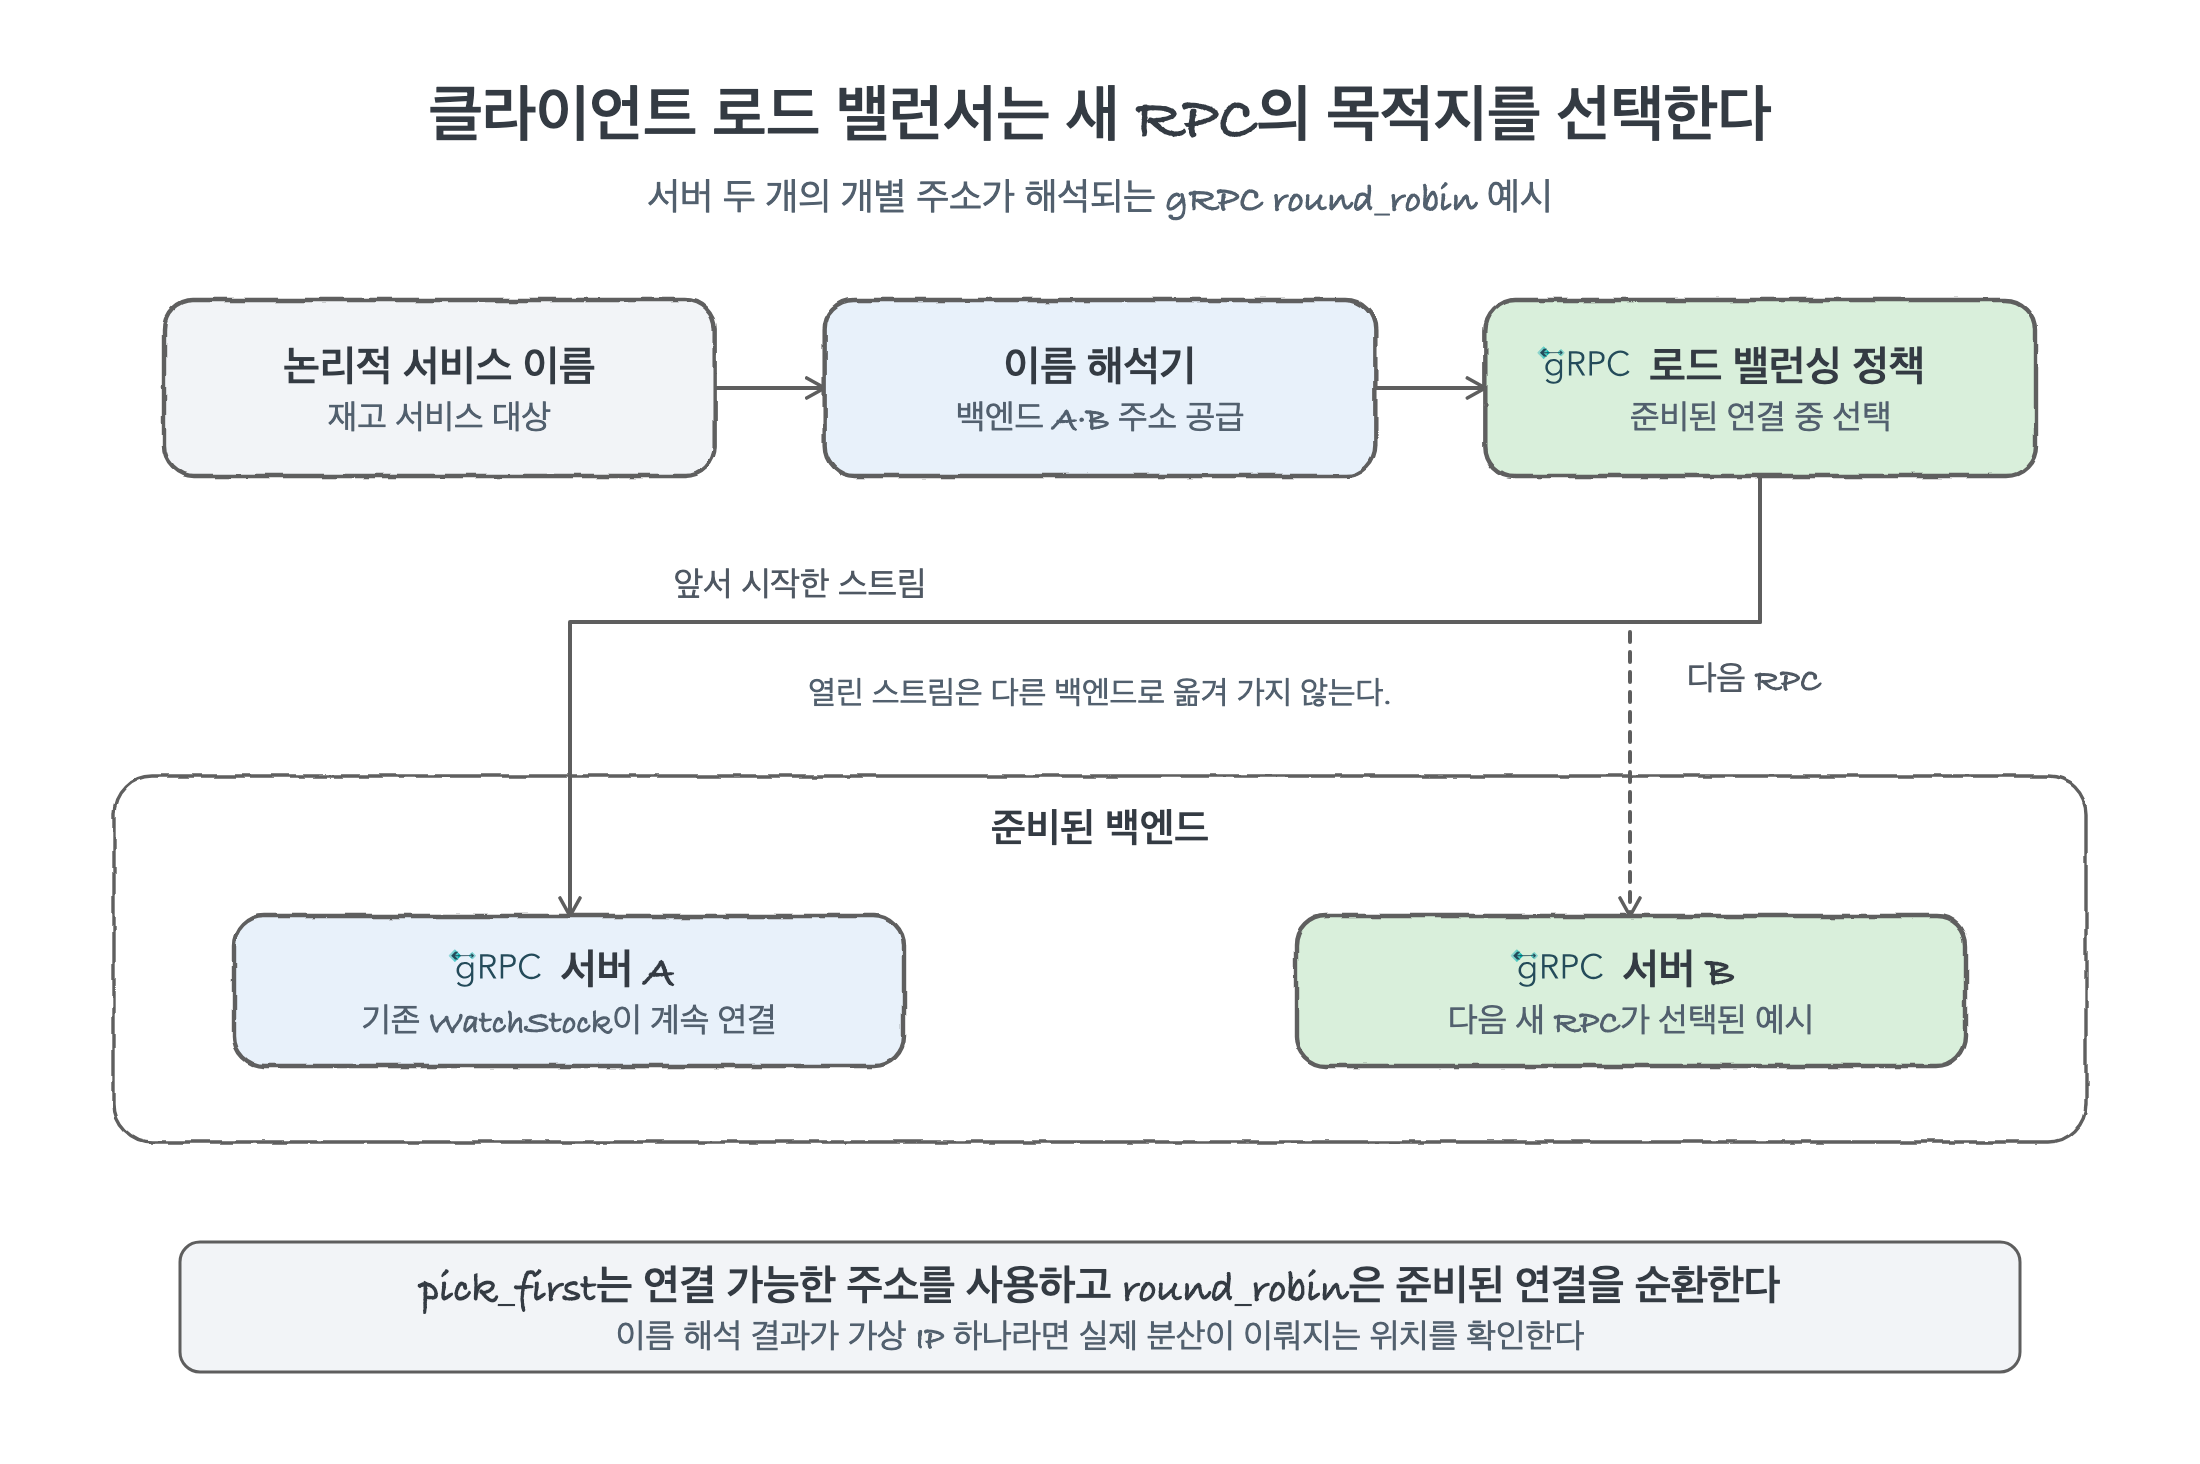 클라이언트 로드 밸런서는 새 RPC의 목적지를 선택한다
서버 두 개의 개별 주소가 해석되는 gRPC round_robin 예시
논리적 서비스 이름
재고 서비스 대상
이름 해석기
백엔드 A·B 주소 공급
gRPC 로드 밸런싱 정책
준비된 연결 중 선택
앞서 시작한 스트림
열린 스트림은 다른 백엔드로 옮겨 가지 않는다.
다음 RPC
준비된 백엔드
gRPC 서버 A
기존 WatchStock이 계속 연결
gRPC 서버 B
다음 새 RPC가 선택된 예시
pick_first는 연결 가능한 주소를 사용하고 round_robin은 준비된 연결을 순환한다
이름 해석 결과가 가상 IP 하나라면 실제 분산이 이뤄지는 위치를 확인한다